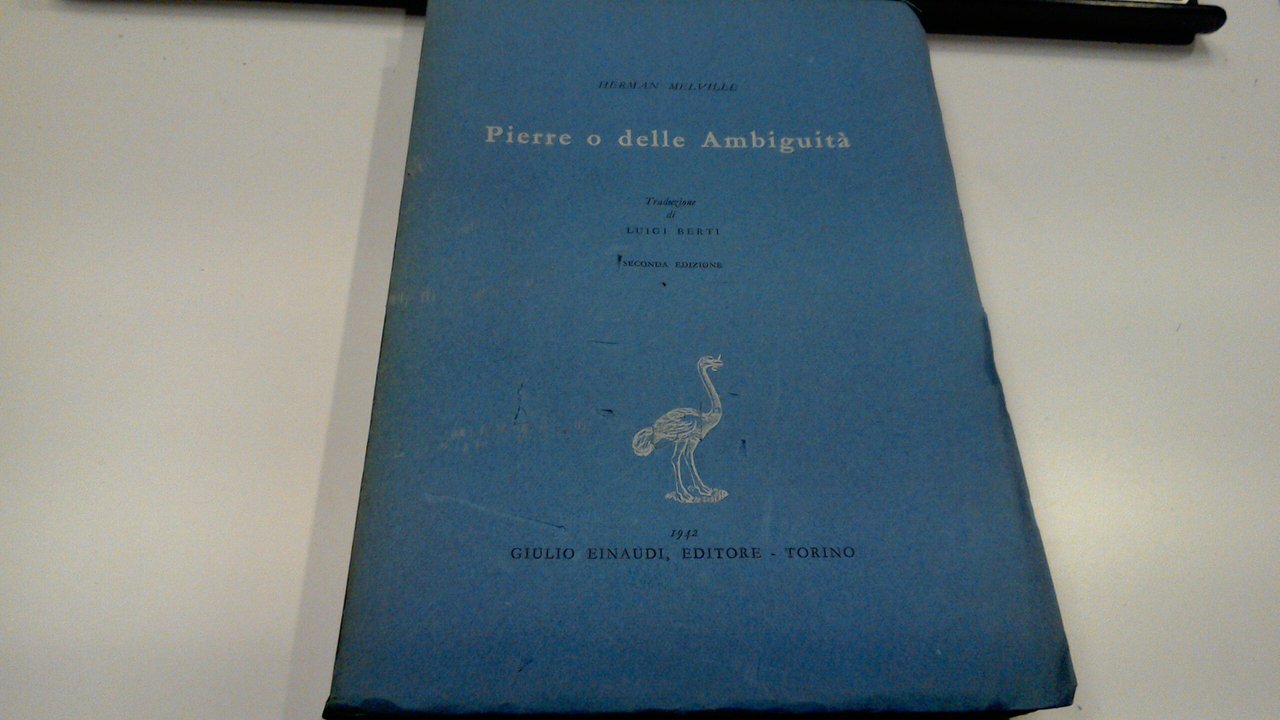 HERMAN MELVILLE
Pierre o delle Ambiguità
Traduzione
di
LUIGI BERTI
SECONDA EDIZIONE
1942
GIULIO EINAUDI, EDITORE - TORINO